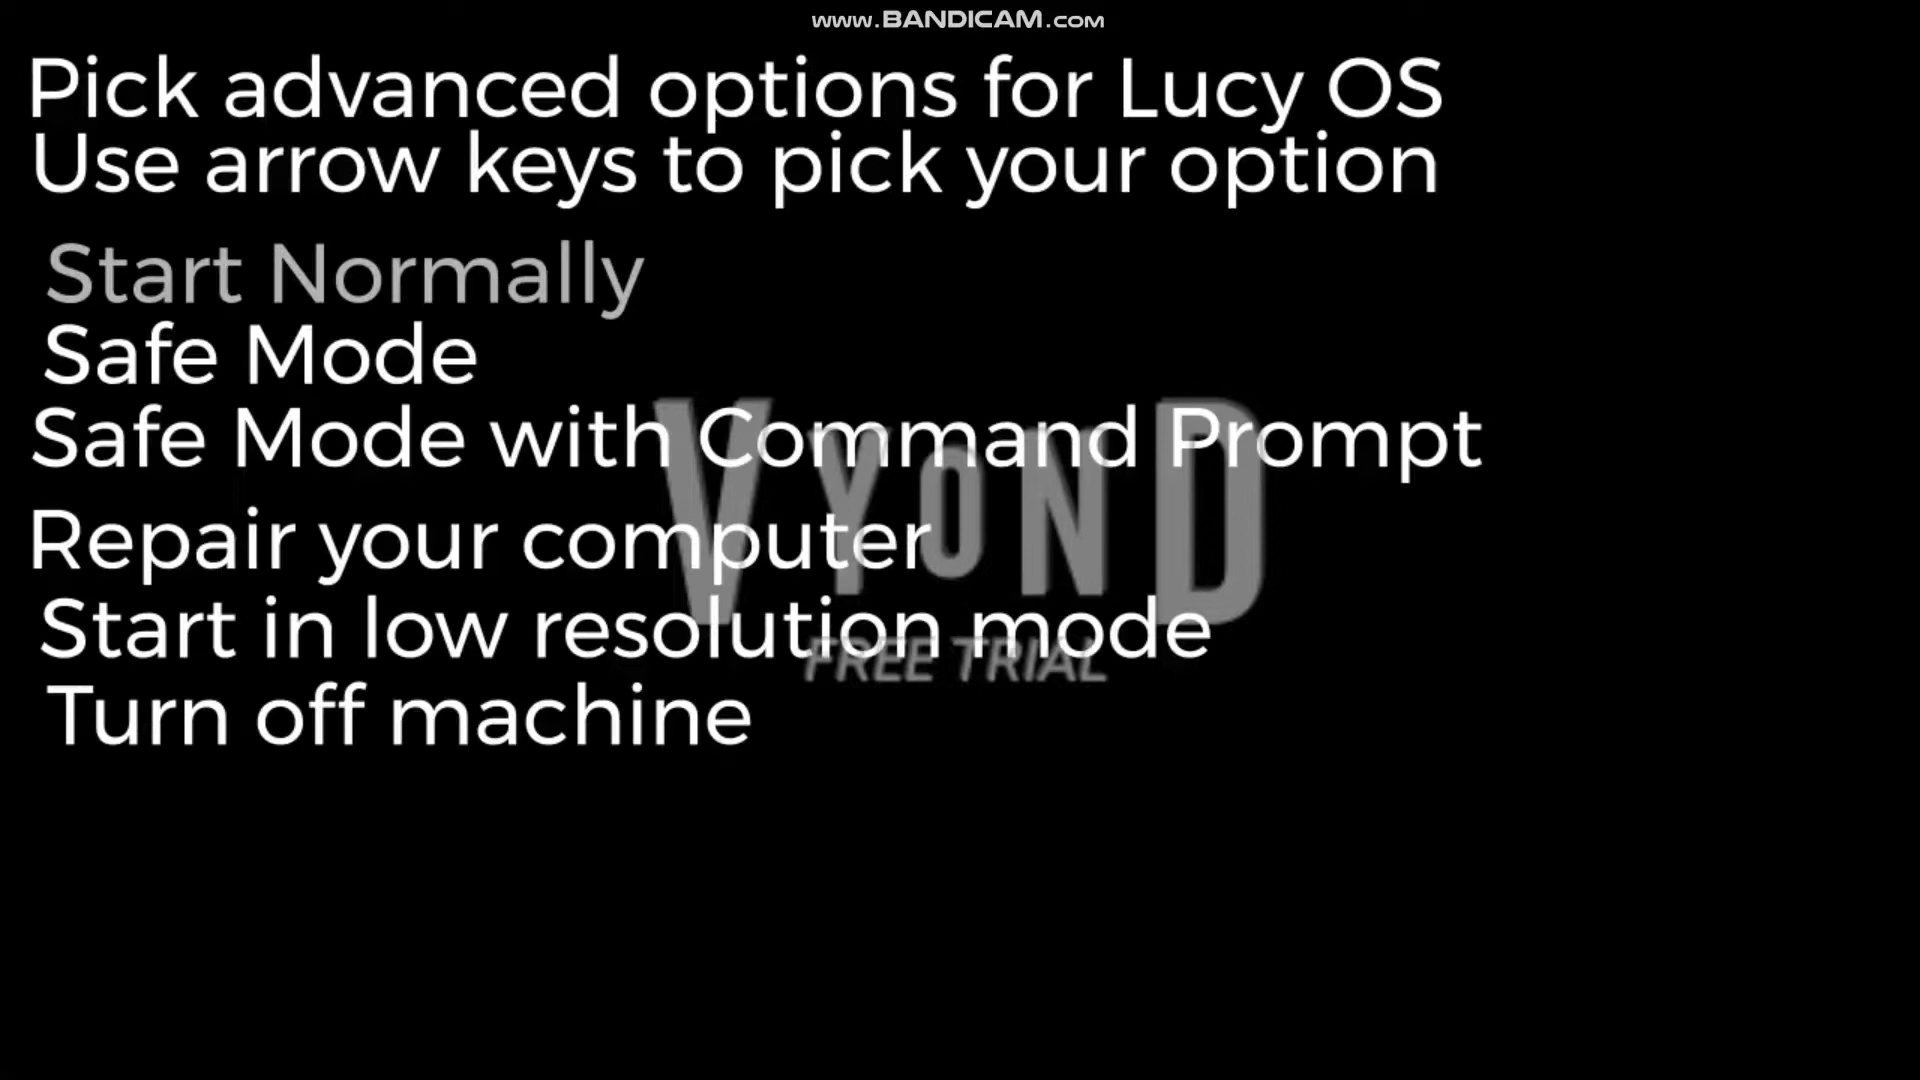 www.BANDICAM.com
Pick advanced options for Lucy OS
Use arrow keys to pick your option
Start Normally
Safe Mode
Safe Mode with Command Prompt
VYOND
Repair your computer
Start in low resolution mode
FREE TRIAL
Turn off machine